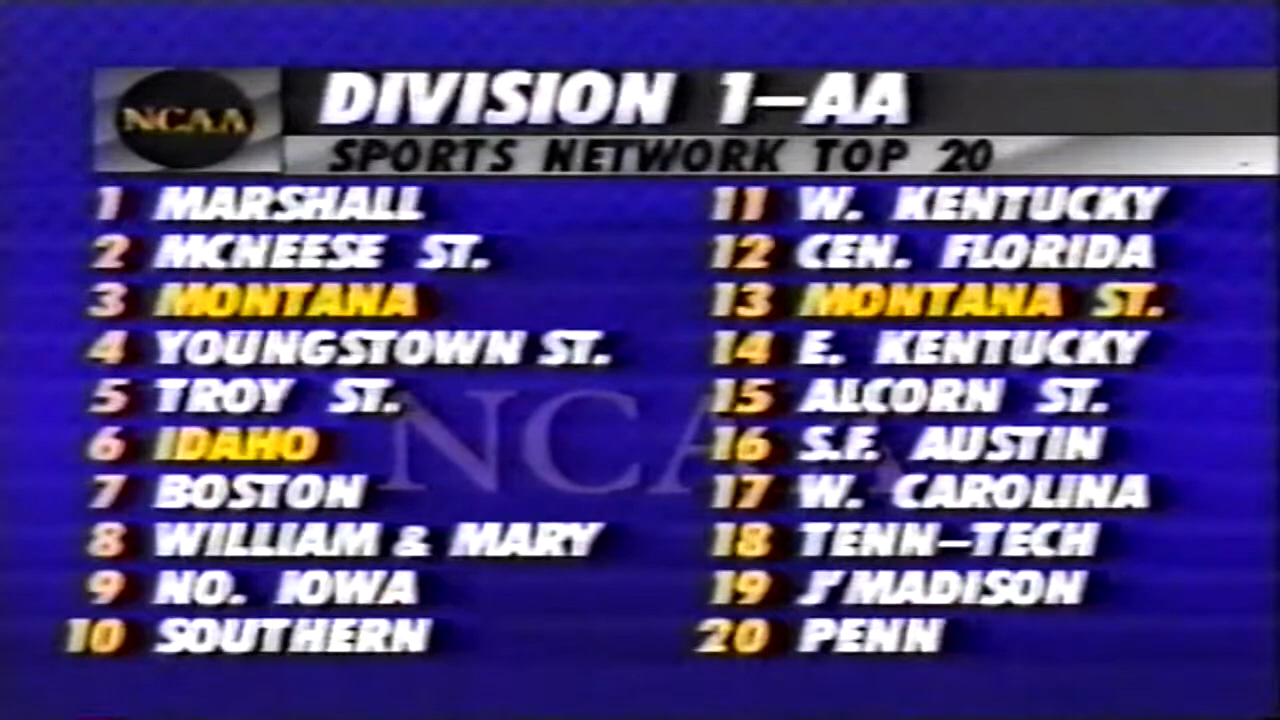 NCAA
DIVISION 1-AA
SPORTS NETWORK TOP 20
1 MARSHALL
2 MCNEESE ST.
3 MONTANA
4 YOUNGSTOWN ST.
5 TROY ST.
6 IDAHO
7 BOSTON
8 WILLIAM & MARY
9 NO. IOWA
10 SOUTHERN
11 W. KENTUCKY
12 CEN. FLORIDA
13 MONTANA ST.
14 E. KENTUCKY
15 ALCORN ST.
16 S.F. AUSTIN
17 W. CAROLINA
18 TENN-TECH
19 J'MADISON
20 PENN
NCAA